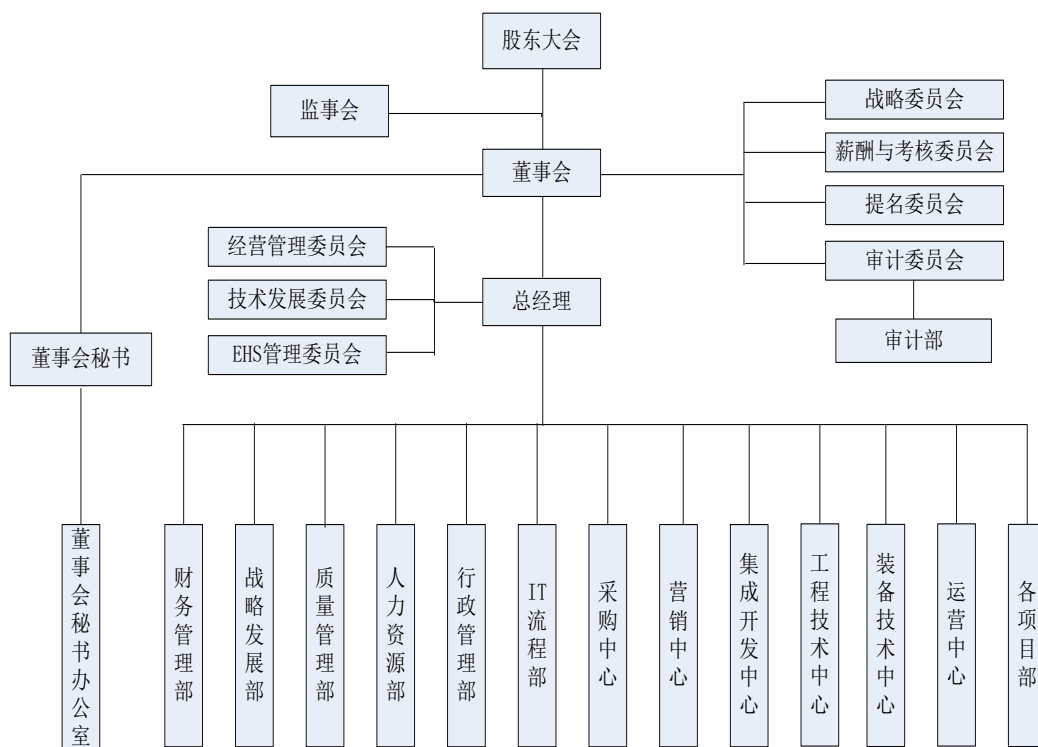 股东大会
监事会
战略委员会
薪酬与考核委员会
董事会
提名委员会
经营管理委员会
审计委员会
技术发展委员会
总经理
董事会秘书
EHS管理委员会
审计部
董事会秘书办公室
财务管理部
战略发展部
质量管理部
人力资源部
行政管理部
IT流程部
采购中心
营销中心
集成开发中心
工程技术中心
装备技术中心
运营中心
各项目部